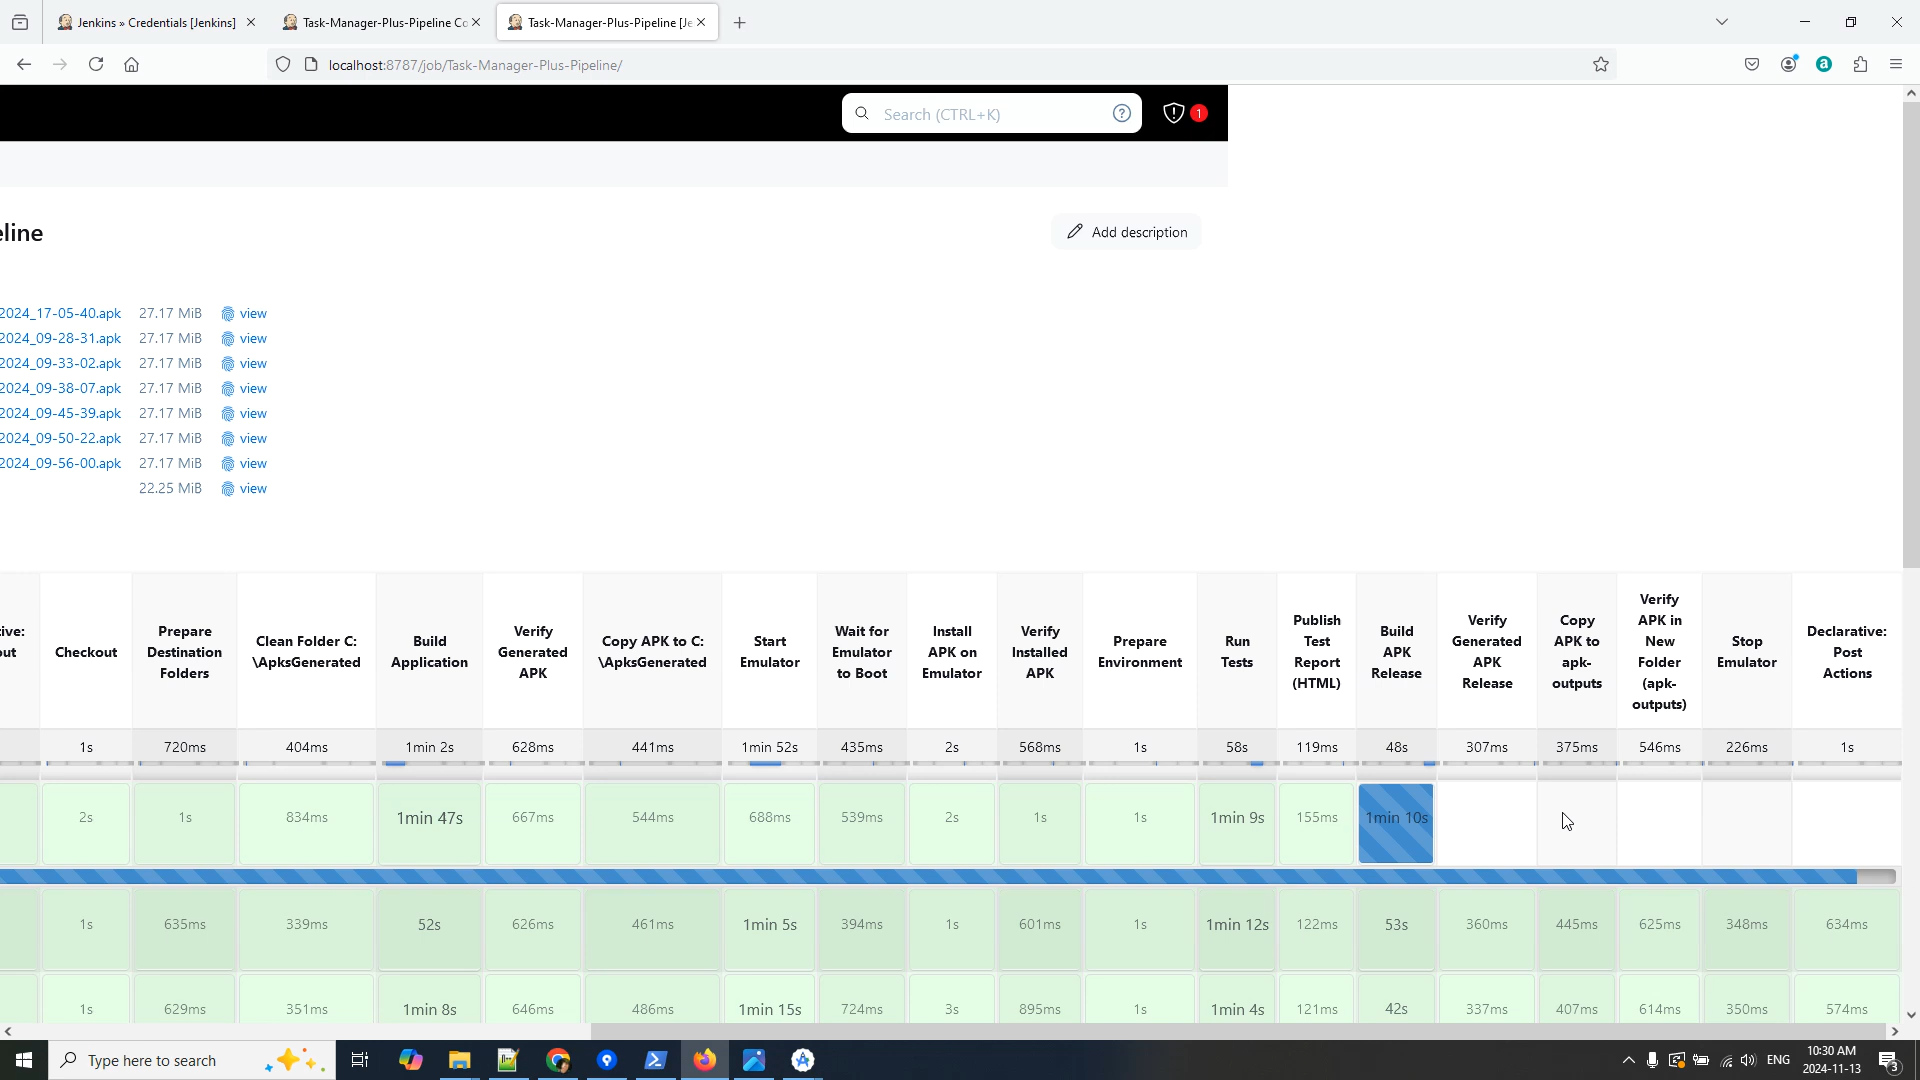 Jenkins » Credentials [Jenkins]
Task-Manager-Plus-Pipeline Co
Task-Manager-Plus-Pipeline [Je
localhost:8787/job/Task-Manager-Plus-Pipeline/
Search (CTRL+K)
1
eline
Add description
2024_17-05-40.apk 27.17 MiB view
2024_09-28-31.apk 27.17 MiB view
2024_09-33-02.apk 27.17 MiB view
2024_09-38-07.apk 27.17 MiB view
2024_09-45-39.apk 27.17 MiB view
2024_09-50-22.apk 27.17 MiB view
2024_09-56-00.apk 27.17 MiB view
22.25 MiB view
ive:
out
Checkout
Prepare
Destination
Folders
Clean Folder C:
\ApksGenerated
Build
Application
Verify
Generated
APK
Copy APK to C:
\ApksGenerated
Start
Emulator
Wait for
Emulator
to Boot
Install
APK on
Emulator
Verify
Installed
APK
Prepare
Environment
Run
Tests
Publish
Test
Report
(HTML)
Build
APK
Release
Verify
Generated
APK
Release
Copy
APK to
apk-
outputs
Verify
APK in
New
Folder
(apk-
outputs)
Stop
Emulator
Declarative:
Post
Actions
1s 720ms 404ms 1min 2s 628ms 441ms 1min 52s 435ms 2s 568ms 1s 58s 119ms 48s 307ms 375ms 546ms 226ms 1s
2s 1s 834ms 1min 47s 667ms 544ms 688ms 539ms 2s 1s 1s 1min 9s 155ms 1min 10s
1s 635ms 339ms 52s 626ms 461ms 1min 5s 394ms 1s 601ms 1s 1min 12s 122ms 53s 360ms 445ms 625ms 348ms 634ms
1s 629ms 351ms 1min 8s 646ms 486ms 1min 15s 724ms 3s 895ms 1s 1min 4s 121ms 42s 337ms 407ms 614ms 350ms 574ms
Type here to search
ENG
10:30 AM
2024-11-13
3